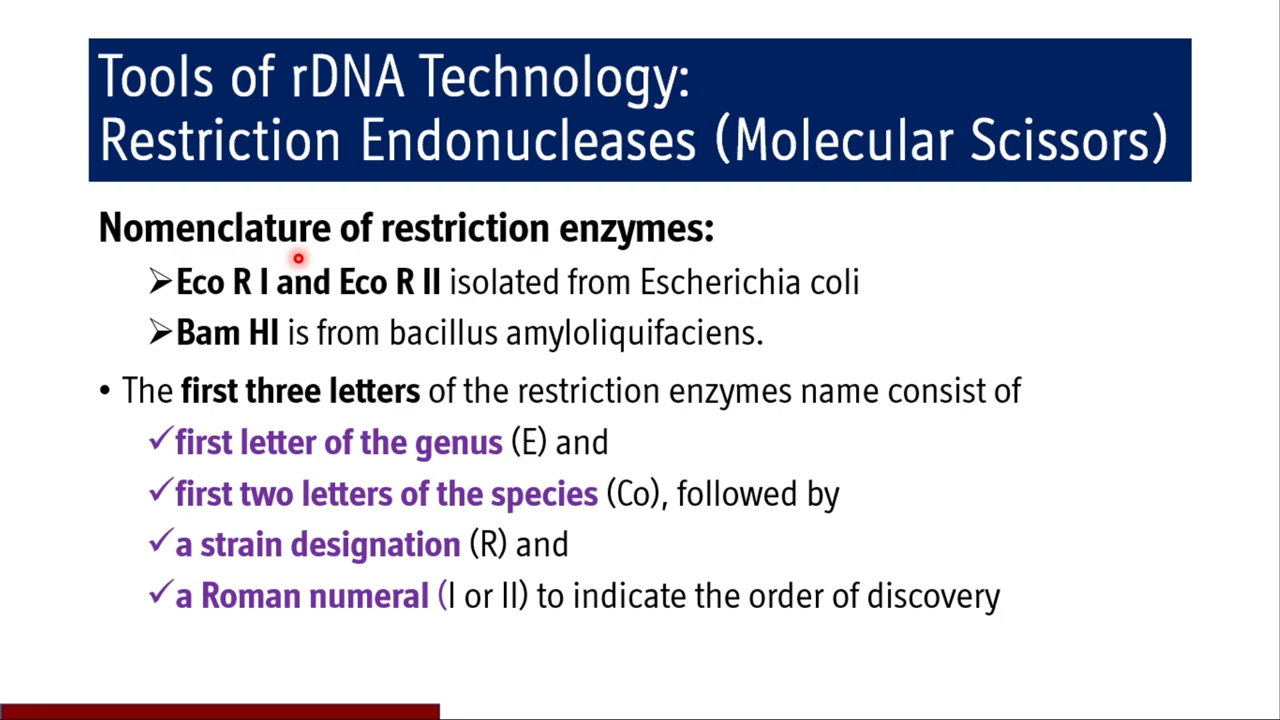 Tools of rDNA Technology:
Restriction Endonucleases (Molecular Scissors)
Nomenclature of restriction enzymes:
➢Eco R I and Eco R II isolated from Escherichia coli
➢Bam HI is from bacillus amyloliquifaciens.
• The first three letters of the restriction enzymes name consist of
✓first letter of the genus (E) and
✓first two letters of the species (Co), followed by
✓a strain designation (R) and
✓a Roman numeral (I or II) to indicate the order of discovery